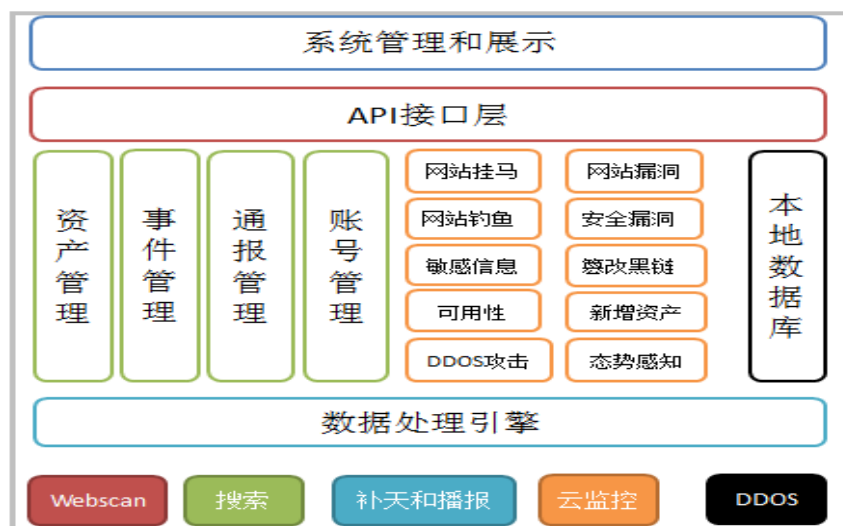 系统管理和展示
API接口层
资产管理
事件管理
通报管理
账号管理
网站挂马
网站漏洞
网站钓鱼
安全漏洞
敏感信息
篡改黑链
可用性
新增资产
DDOS攻击
态势感知
本地数据库
数据处理引擎
Webscan
搜索
补天和播报
云监控
DDOS